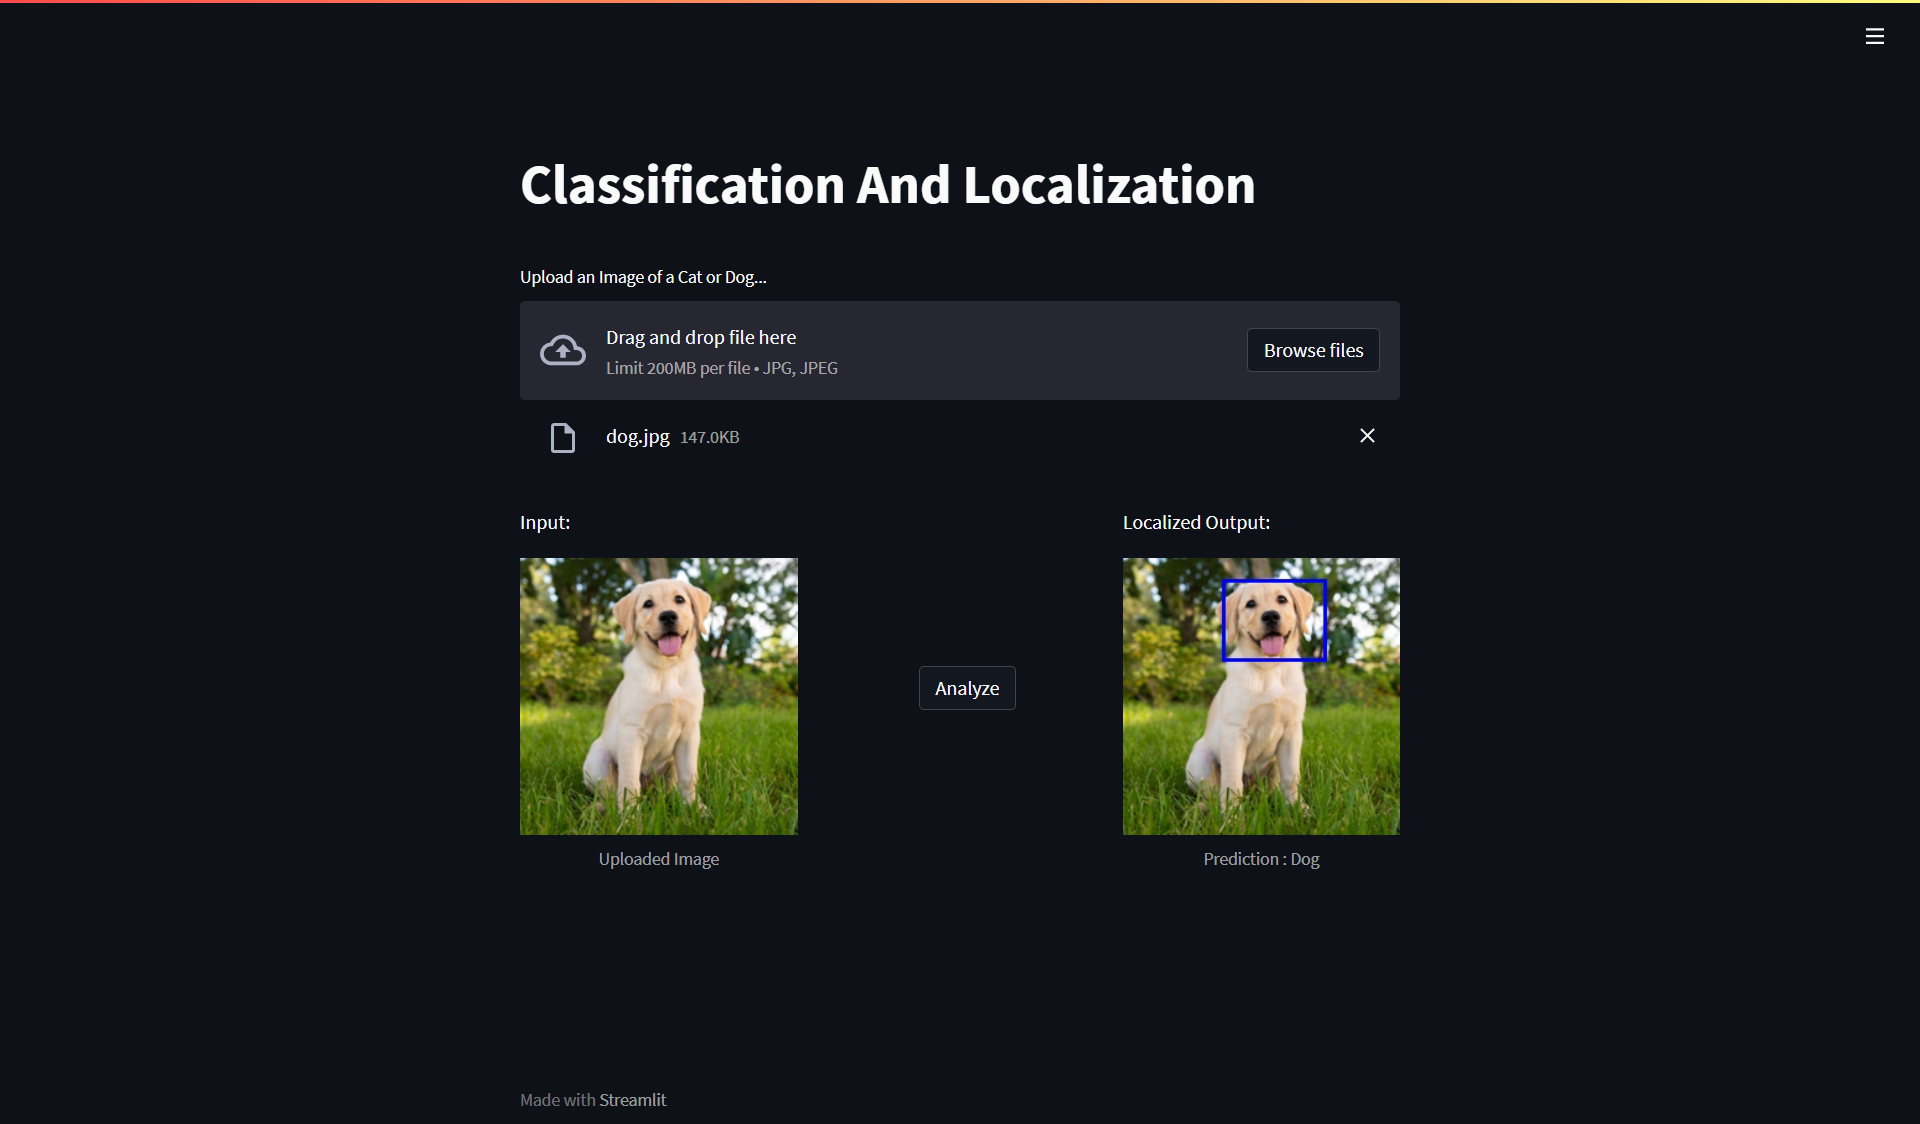 Classification And Localization
Upload an Image of a Cat or Dog...
Drag and drop file here
Limit 200MB per file • JPG, JPEG
Browse files
dog.jpg 147.0KB
Input:
Localized Output:
Analyze
Uploaded Image
Prediction : Dog
Made with Streamlit